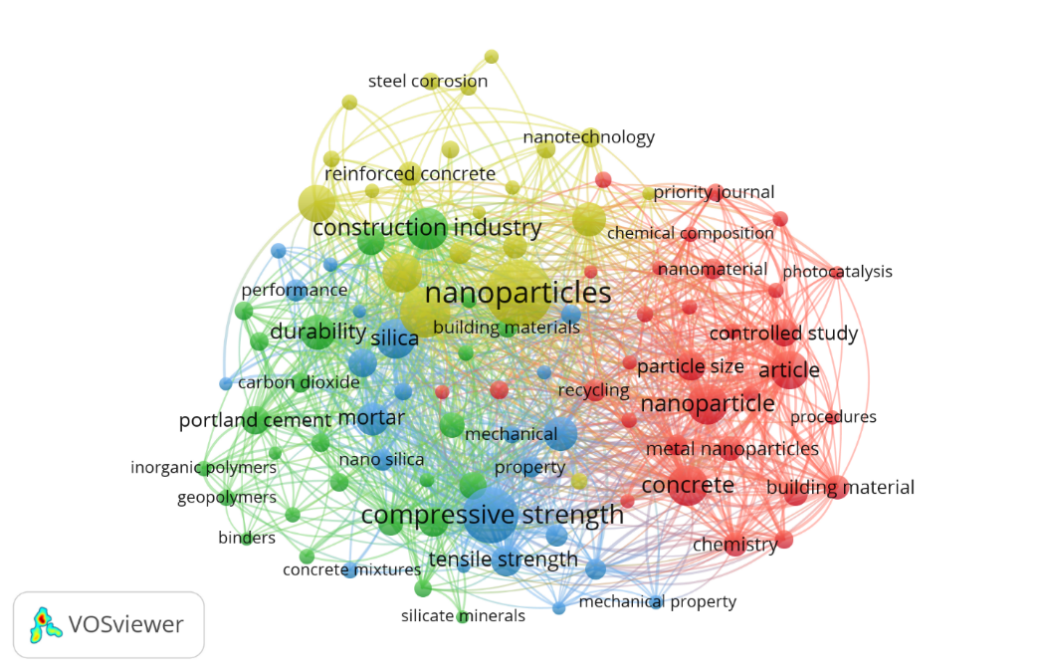 steel corrosion
nanotechnology
reinforced concrete
priority journal
construction industry
chemical composition
nanomaterial
photocatalysis
performance
nanoparticles
building materials
durability
silica
controlled study
particle size
article
carbon dioxide
recycling
nanoparticle
portland cement
mortar
procedures
mechanical
metal nanoparticles
nano silica
property
inorganic polymers
concrete
building material
geopolymers
compressive strength
binders
chemistry
tensile strength
concrete mixtures
mechanical property
silicate minerals
VOSviewer